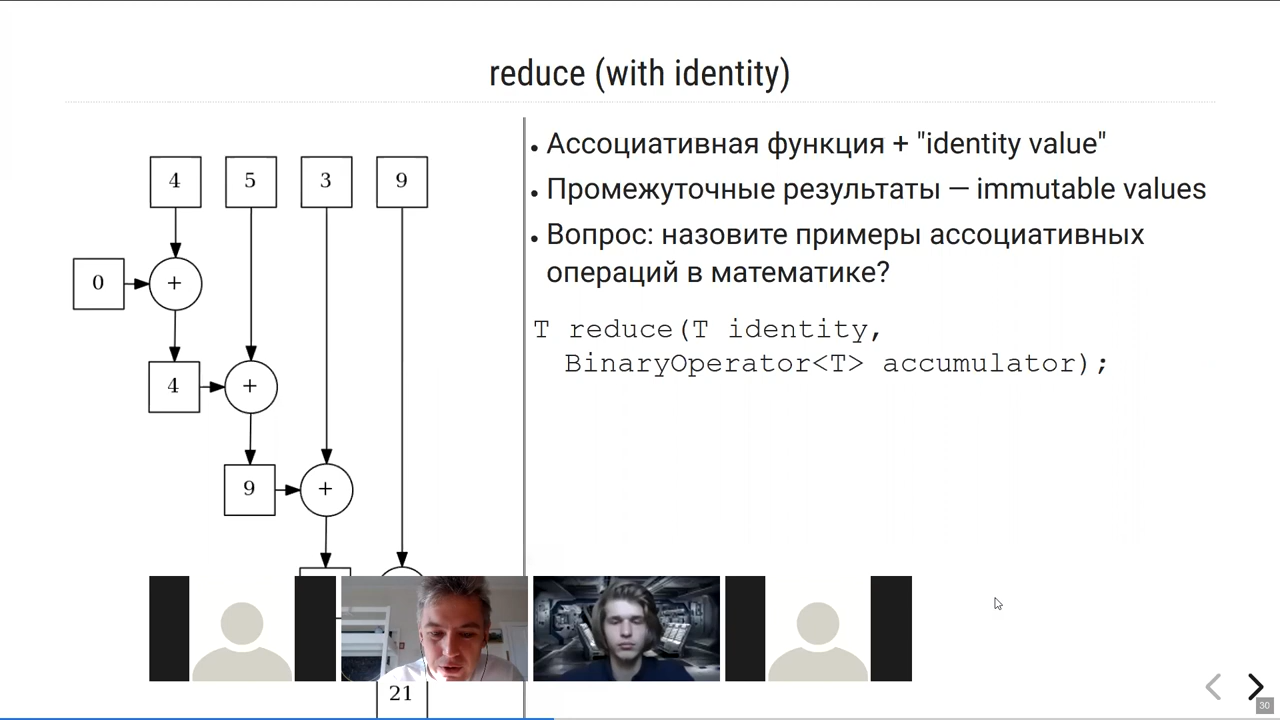 reduce (with identity)
4 5 3 9
0 +
4 +
9 +
21
• Ассоциативная функция + "identity value"
• Промежуточные результаты — immutable values
• Вопрос: назовите примеры ассоциативных
операций в математике?
T reduce(T identity,
BinaryOperator<T> accumulator);
30